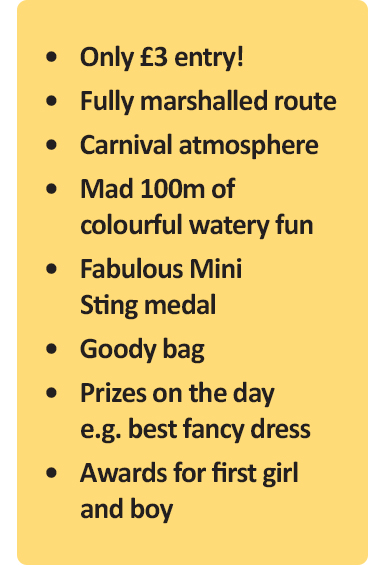 • Only £3 entry!
• Fully marshalled route
• Carnival atmosphere
• Mad 100m of
colourful watery fun
• Fabulous Mini
Sting medal
• Goody bag
• Prizes on the day
e.g. best fancy dress
• Awards for first girl
and boy